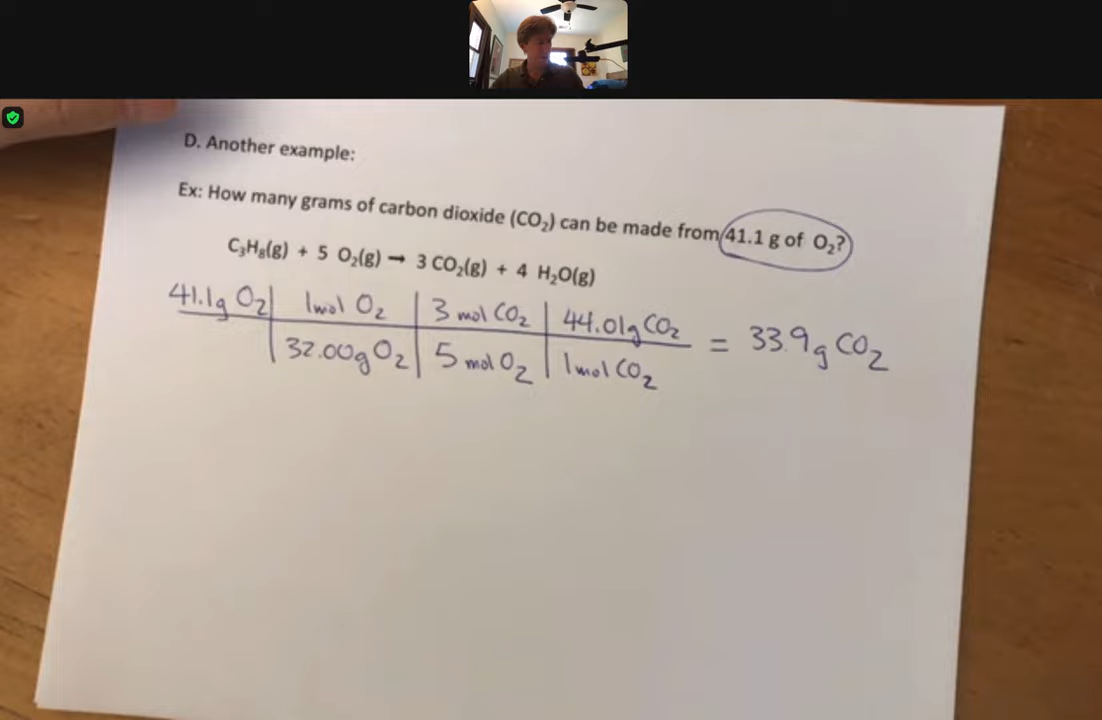 D. Another example:
Ex: How many grams of carbon dioxide (CO₂) can be made from 41.1 g of O₂?
C₃H₈(g) + 5 O₂(g) → 3 CO₂(g) + 4 H₂O(g)
41.1g O₂ | 1mol O₂ | 3 mol CO₂ | 44.01g CO₂ = 33.9g CO₂
| 32.00g O₂ | 5 mol O₂ | 1mol CO₂